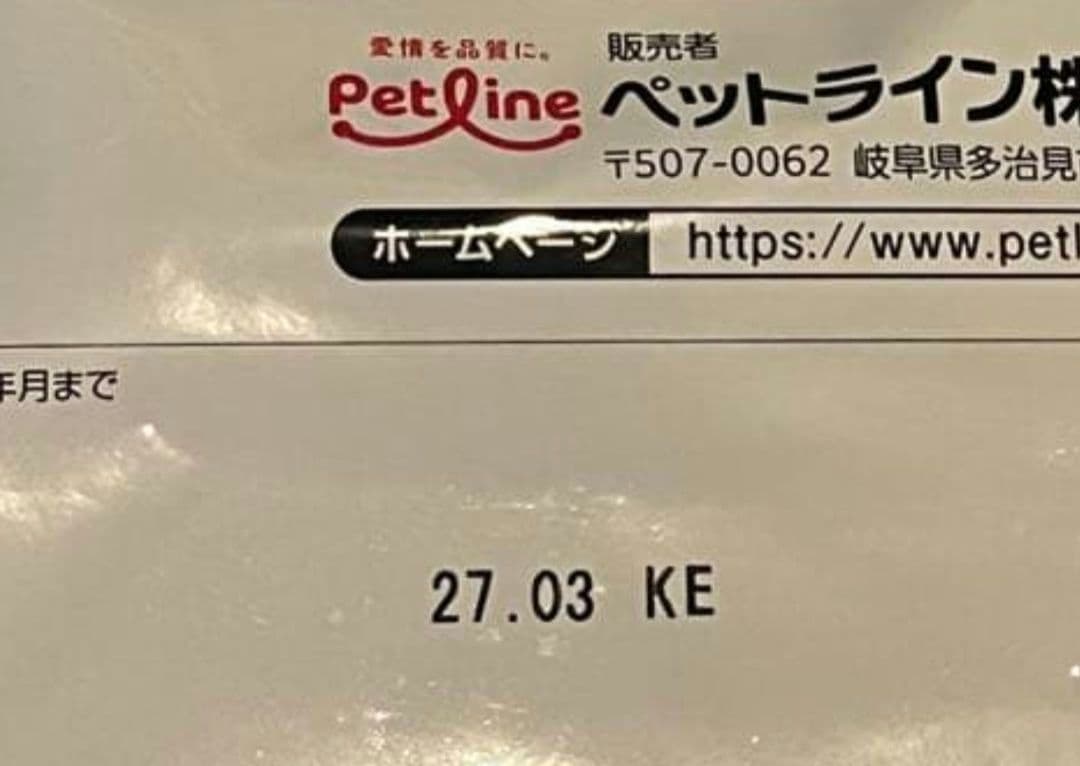 愛情を品質に。
Petline
販売者
ペットライン株
〒507-0062 岐阜県多治見
ホームページ
https://www.petl
年月まで
27.03 KE